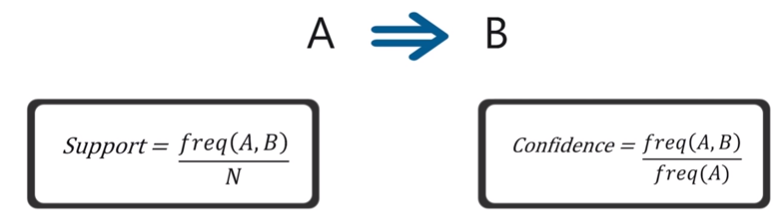 A ⇒ B
Support = freq(A, B) / N
Confidence = freq(A, B) / freq(A)